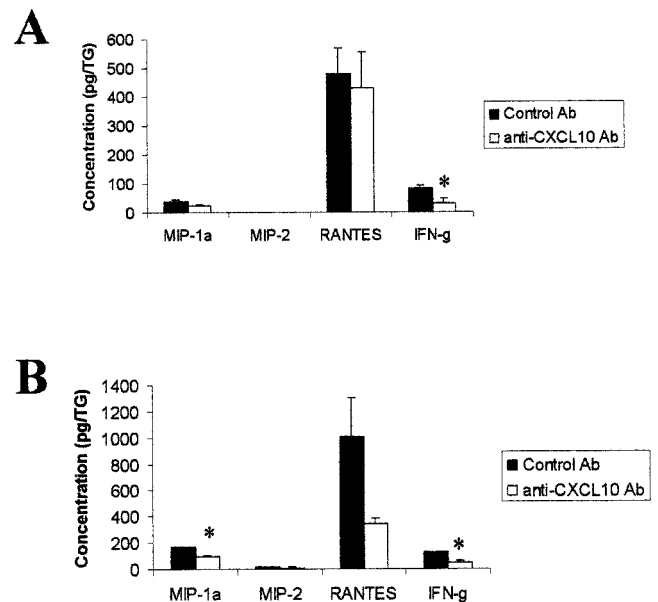 A
Concentration (pg/TG)
600
500
400
300
200
100
0
*
MIP-1a MIP-2 RANTES IFN-g
Control Ab
anti-CXCL10 Ab
B
Concentration (pg/TG)
1400
1200
1000
800
600
400
200
0
* *
MIP-1a MIP-2 RANTES IFN-g
Control Ab
anti-CXCL10 Ab